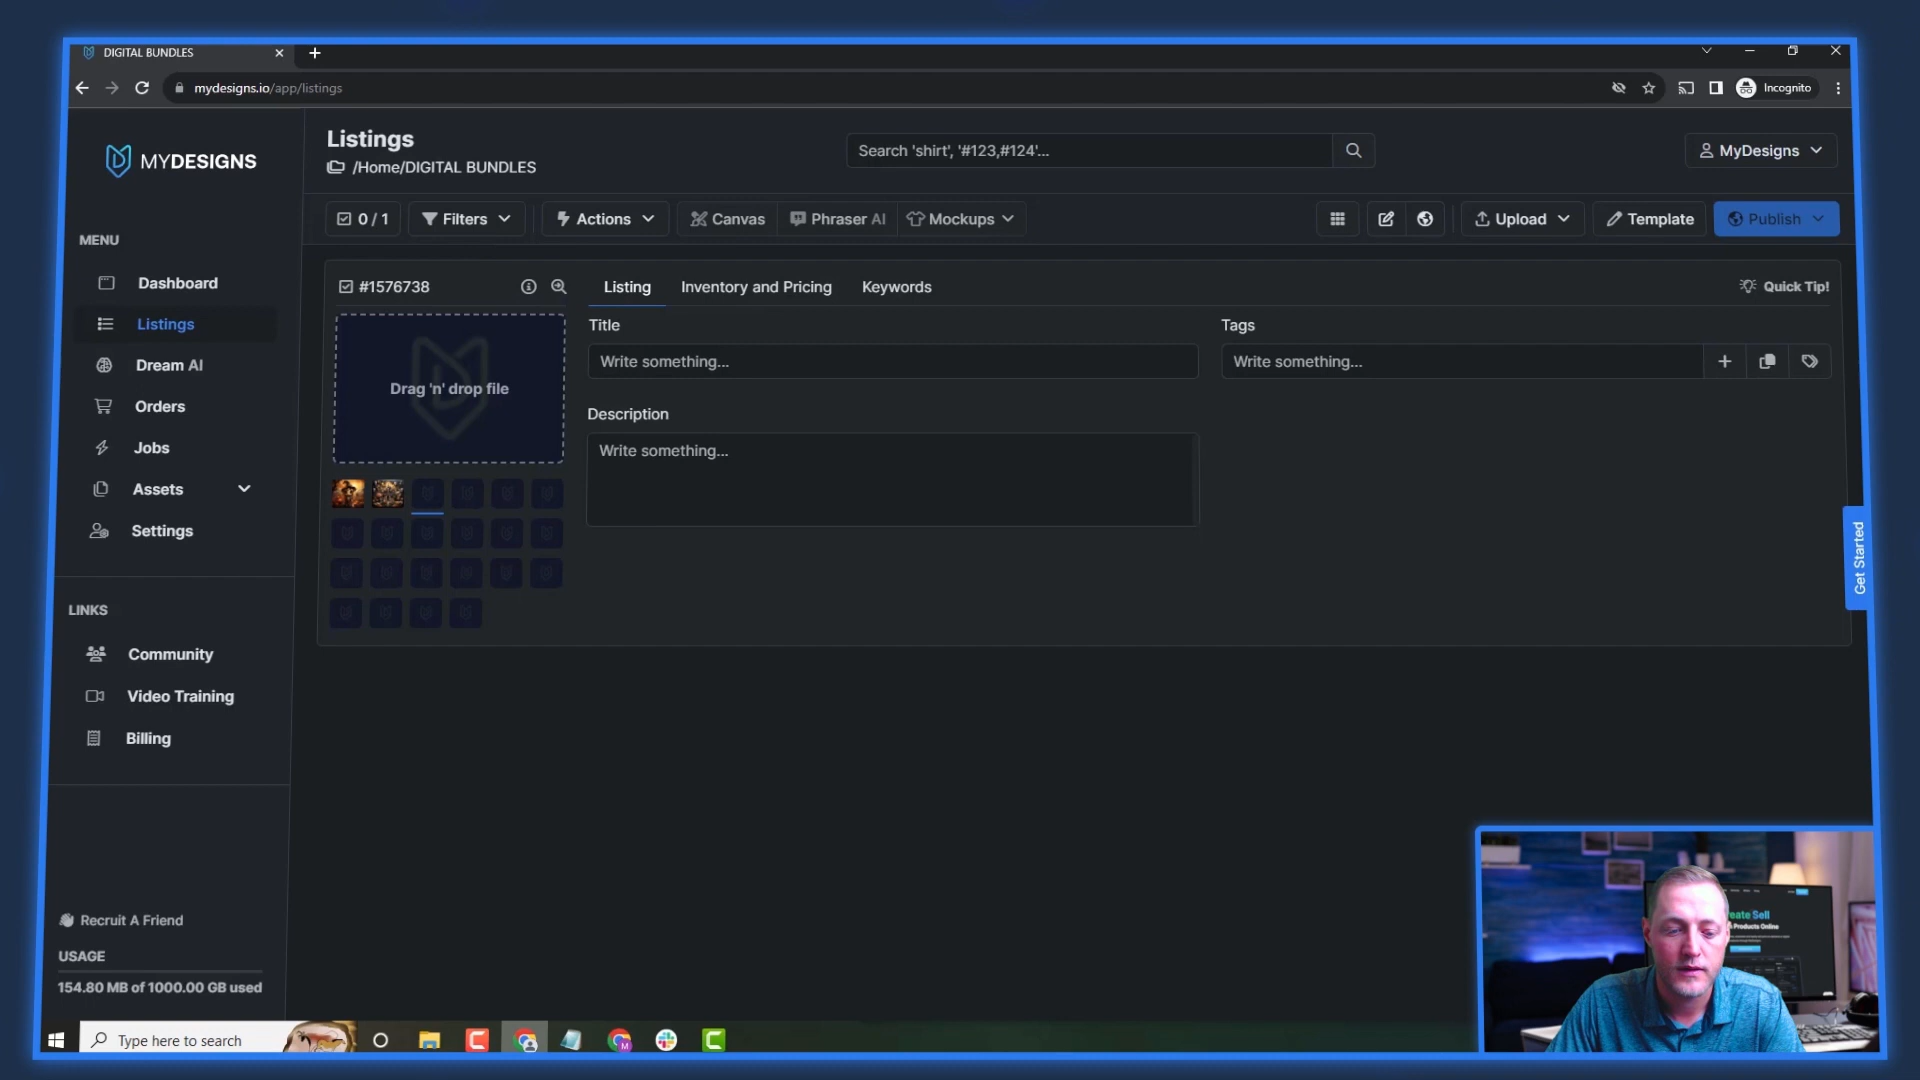 DIGITAL BUNDLES
mydesigns.io/app/listings
Incognito
MYDESIGNS
Listings
/Home/DIGITAL BUNDLES
Search 'shirt', '#123,#124'...
MyDesigns
0 / 1
Filters
Actions
Canvas
Phraser AI
Mockups
Upload
Template
Publish
MENU
Dashboard
Listings
Dream AI
Orders
Jobs
Assets
Settings
LINKS
Community
Video Training
Billing
Recruit A Friend
USAGE
154.80 MB of 1000.00 GB used
#1576738
Listing
Inventory and Pricing
Keywords
Quick Tip!
Drag 'n' drop file
Title
Write something...
Tags
Write something...
Description
Write something...
Get Started
Sell
Products Online
Type here to search